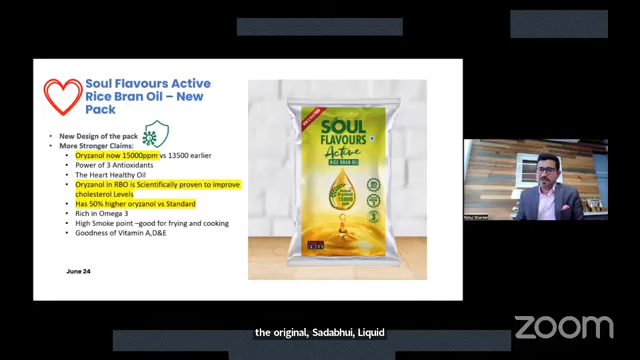 Soul Flavours Active
Rice Bran Oil – New
Pack
• New Design of the pack
• More Stronger Claims:
• Oryzanol now 15000ppm vs 13500 earlier
• Power of 3 Antioxidants
• The Heart Healthy Oil
• Oryzanol in RBO is Scientifically proven to improve
cholesterol Levels
• Has 50% higher oryzanol vs Standard
• Rich in Omega 3
• High Smoke point –good for frying and cooking
• Goodness of Vitamin A,D&E
June 24
SOUL
FLAVOURS
Active
RICE BRAN OIL
15000
ppm
Rahul Shanker
the original, Sadabhui, Liquid
zoom